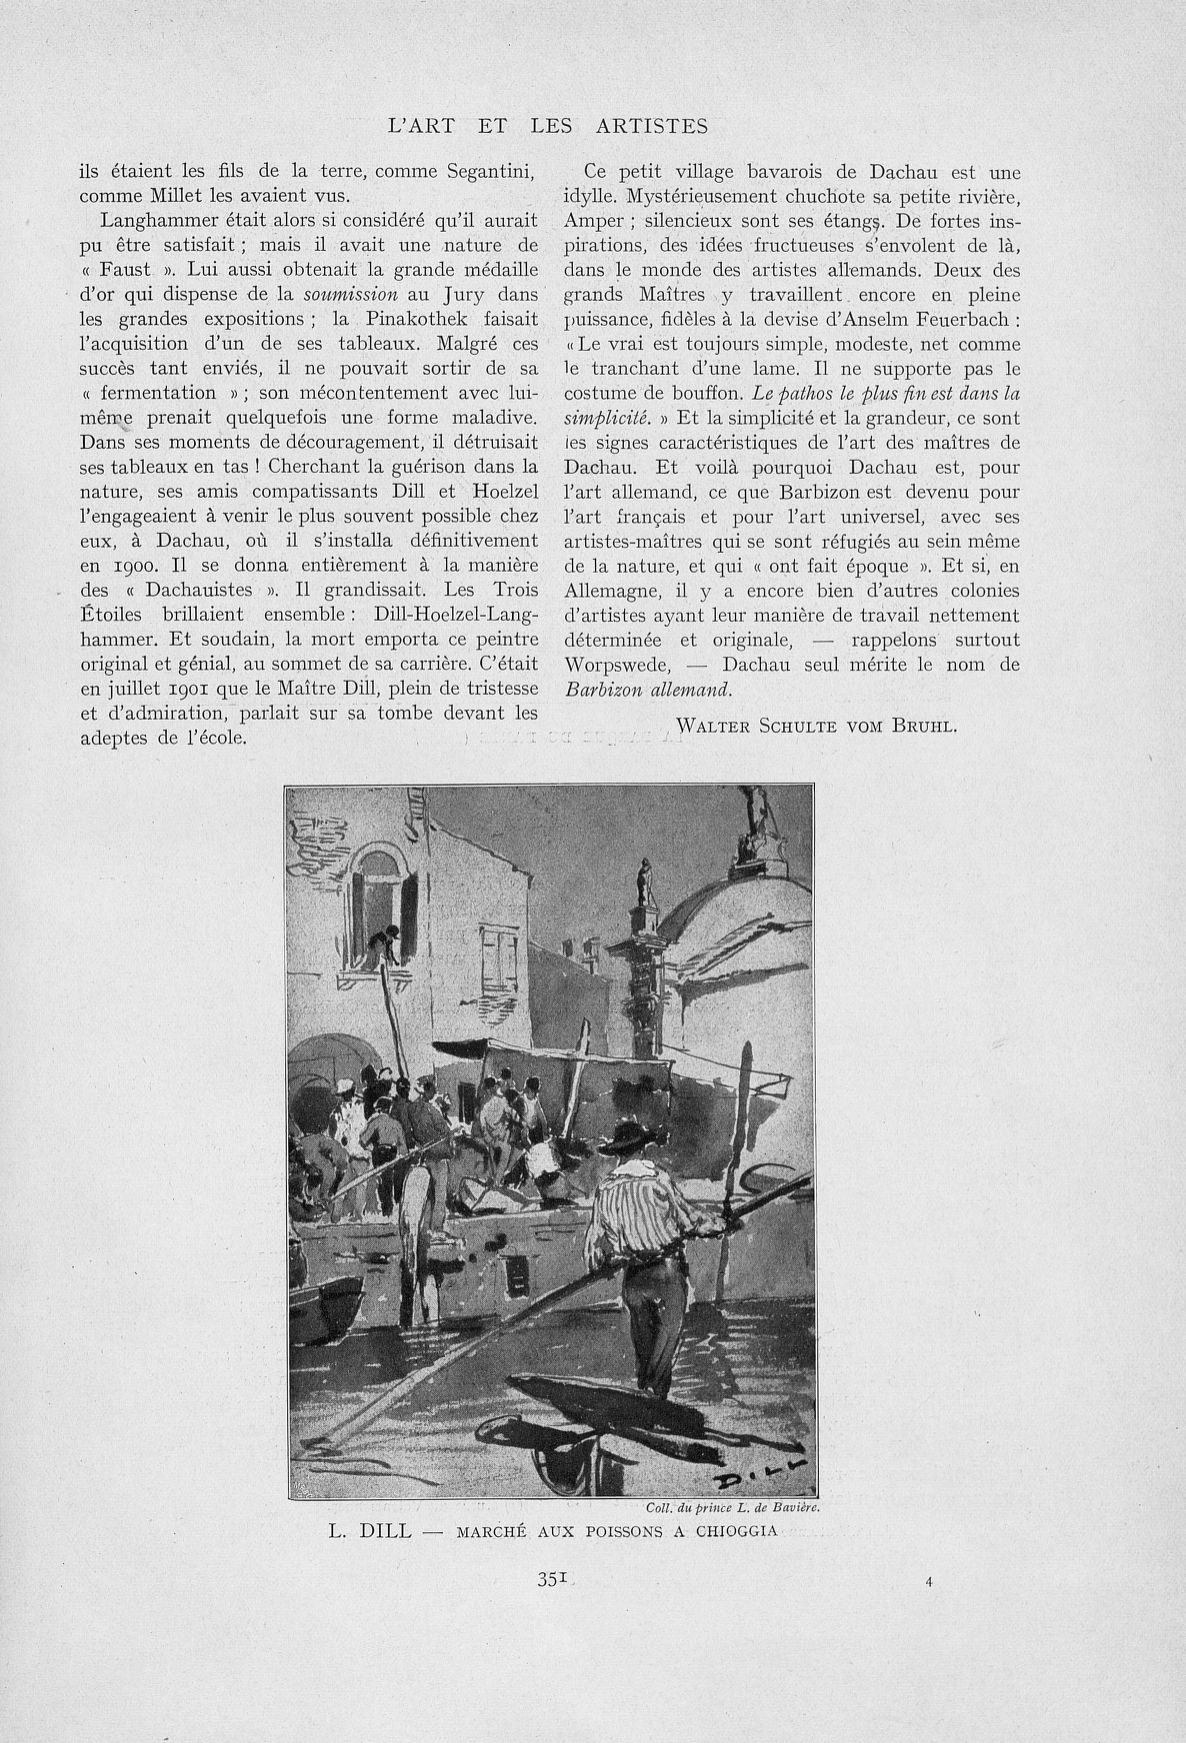 L'ART ET LES ARTISTES
ils étaient les fils de la terre, comme Segantini,
comme Millet les avaient vus.
Langhammer était alors si considéré qu'il aurait
pu être satisfait ; mais il avait une nature de
« Faust ». Lui aussi obtenait la grande médaille
d'or qui dispense de la soumission au Jury dans
les grandes expositions ; la Pinakothek faisait
l'acquisition d'un de ses tableaux. Malgré ces
succès tant enviés, il ne pouvait sortir de sa
« fermentation » ; son mécontentement avec lui-
même prenait quelquefois une forme maladive.
Dans ses moments de découragement, il détruisait
ses tableaux en tas ! Cherchant la guérison dans la
nature, ses amis compatissants Dill et Hoelzel
l'engageaient à venir le plus souvent possible chez
eux, à Dachau, où il s'installa définitivement
en 1900. Il se donna entièrement à la manière
des « Dachauistes ». Il grandissait. Les Trois
Étoiles brillaient ensemble : Dill-Hoelzel-Lang-
hammer. Et soudain, la mort emporta ce peintre
original et génial, au sommet de sa carrière. C'était
en juillet 1901 que le Maître Dill, plein de tristesse
et d'admiration, parlait sur sa tombe devant les
adeptes de l'école.
Ce petit village bavarois de Dachau est une
idylle. Mystérieusement chuchote sa petite rivière,
Amper ; silencieux sont ses étangs. De fortes ins-
pirations, des idées fructueuses s'envolent de là,
dans le monde des artistes allemands. Deux des
grands Maîtres y travaillent encore en pleine
puissance, fidèles à la devise d'Anselm Feuerbach :
« Le vrai est toujours simple, modeste, net comme
le tranchant d'une lame. Il ne supporte pas le
costume de bouffon. Le pathos le plus fin est dans la
simplicité. » Et la simplicité et la grandeur, ce sont
les signes caractéristiques de l'art des maîtres de
Dachau. Et voilà pourquoi Dachau est, pour
l'art allemand, ce que Barbizon est devenu pour
l'art français et pour l'art universel, avec ses
artistes-maîtres qui se sont réfugiés au sein même
de la nature, et qui « ont fait époque ». Et si, en
Allemagne, il y a encore bien d'autres colonies
d'artistes ayant leur manière de travail nettement
déterminée et originale, — rappelons surtout
Worpswede, — Dachau seul mérite le nom de
Barbizon allemand.
WALTER SCHULTE VOM BRUHL.
DILL
Coll. du prince L. de Bavière.
L. DILL — MARCHÉ AUX POISSONS A CHIOGGIA
351
4